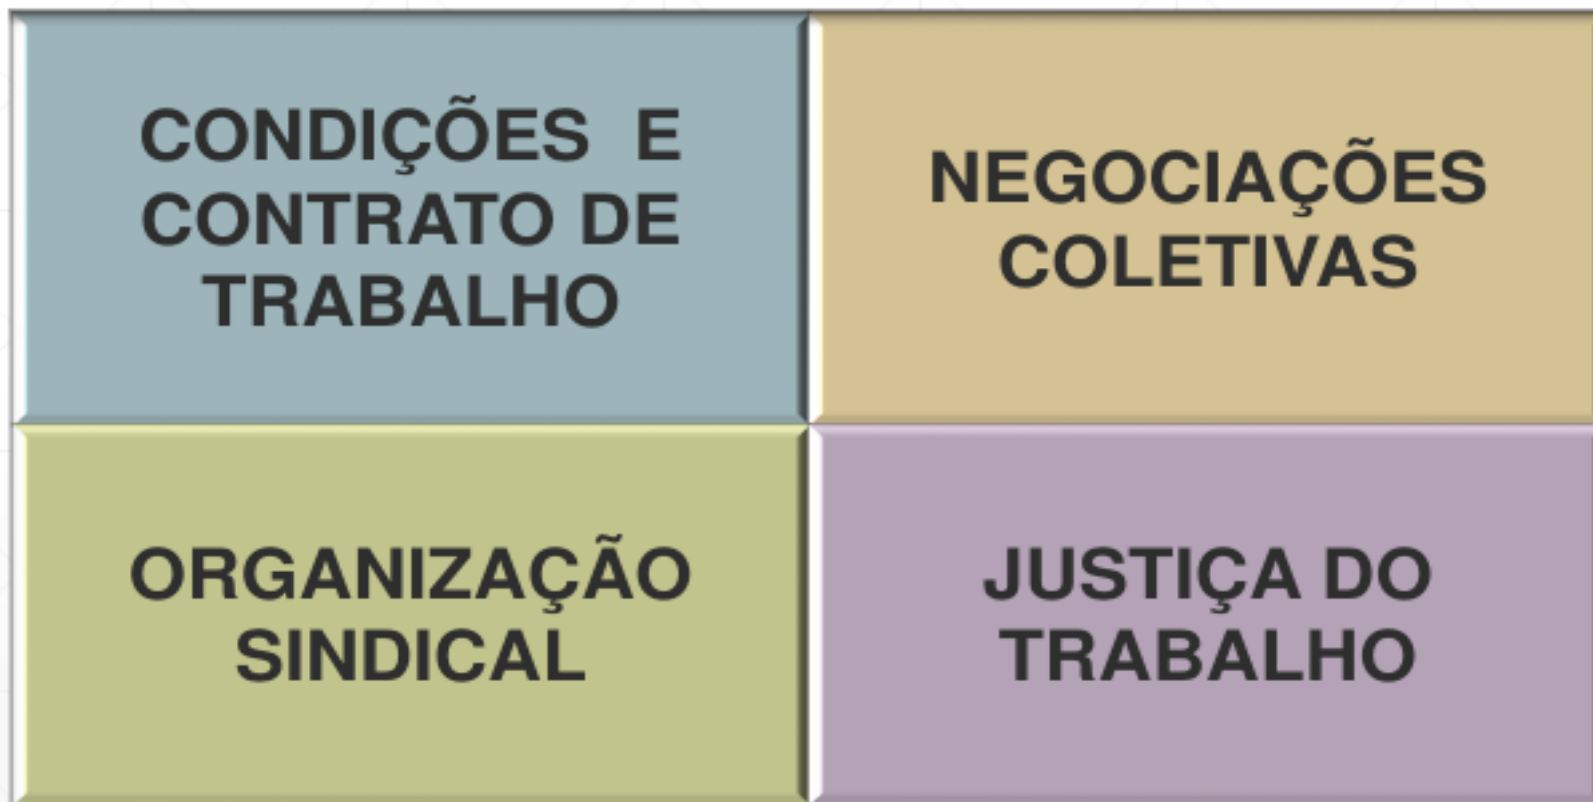 CONDIÇÕES  E
CONTRATO DE
TRABALHO
NEGOCIAÇÕES
COLETIVAS
ORGANIZAÇÃO
SINDICAL
JUSTIÇA DO
TRABALHO